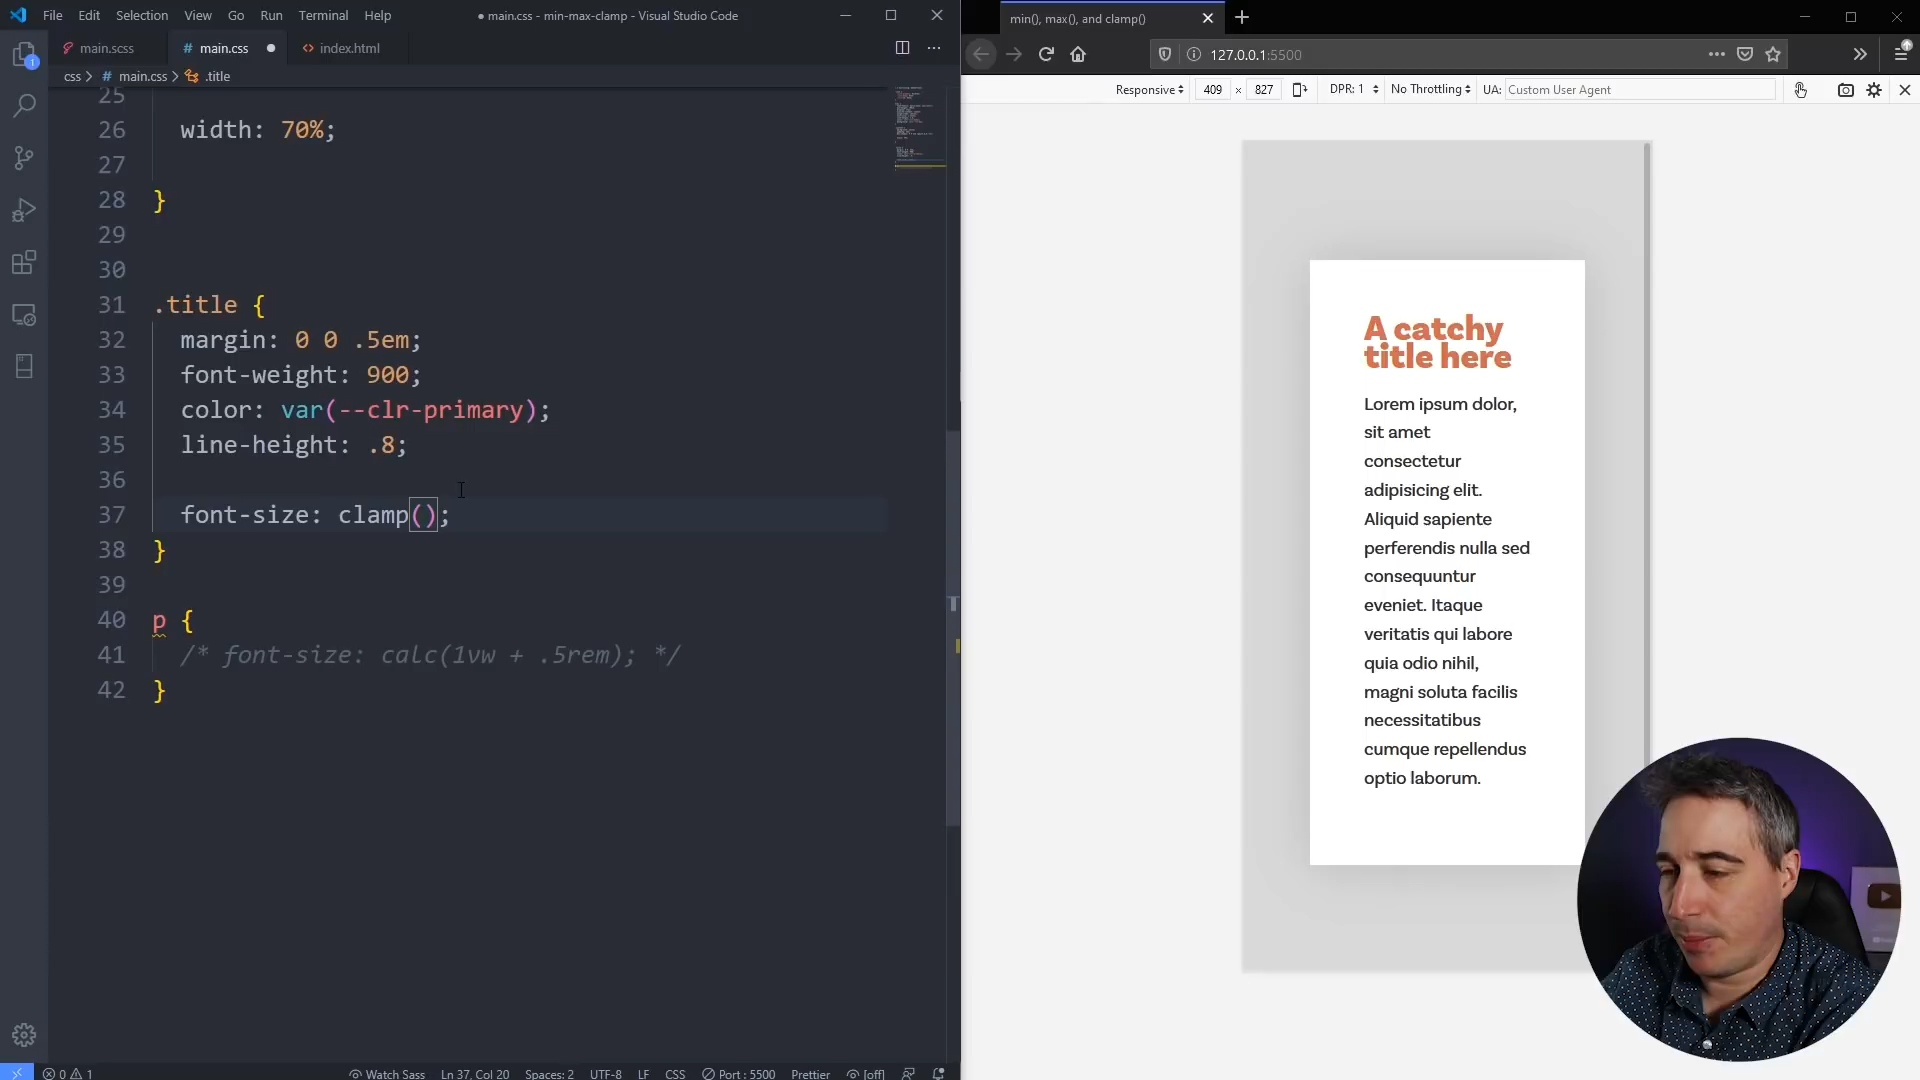 File Edit Selection View Go Run Terminal Help
● main.css - min-max-clamp - Visual Studio Code
main.scss
# main.css ●
<> index.html
css > # main.css > .title
25
26 width: 70%;
27
28 }
29
30
31 .title {
32 margin: 0 0 .5em;
33 font-weight: 900;
34 color: var(--clr-primary);
35 line-height: .8;
36
37 font-size: clamp();
38 }
39
40 p {
41 /* font-size: calc(1vw + .5rem); */
42 }
1
0 1
Watch Sass
Ln 37, Col 20
Spaces: 2
UTF-8
LF
CSS
Port : 5500
Prettier
[off]
min(), max(), and clamp()
127.0.0.1:5500
Responsive 409 × 827 DPR: 1 No Throttling UA: Custom User Agent
A catchy
title here
Lorem ipsum dolor,
sit amet
consectetur
adipisicing elit.
Aliquid sapiente
perferendis nulla sed
consequuntur
eveniet. Itaque
veritatis qui labore
quia odio nihil,
magni soluta facilis
necessitatibus
cumque repellendus
optio laborum.